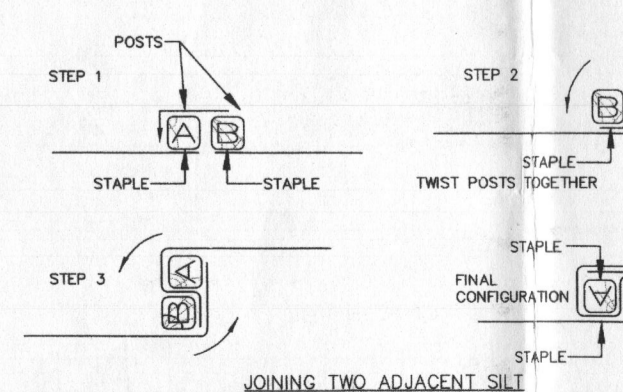 POSTS
STEP 1
A B
STAPLE STAPLE
STEP 2
B
STAPLE
TWIST POSTS TOGETHER
STEP 3
A
B
STAPLE
FINAL
CONFIGURATION
A
STAPLE
JOINING TWO ADJACENT SILT